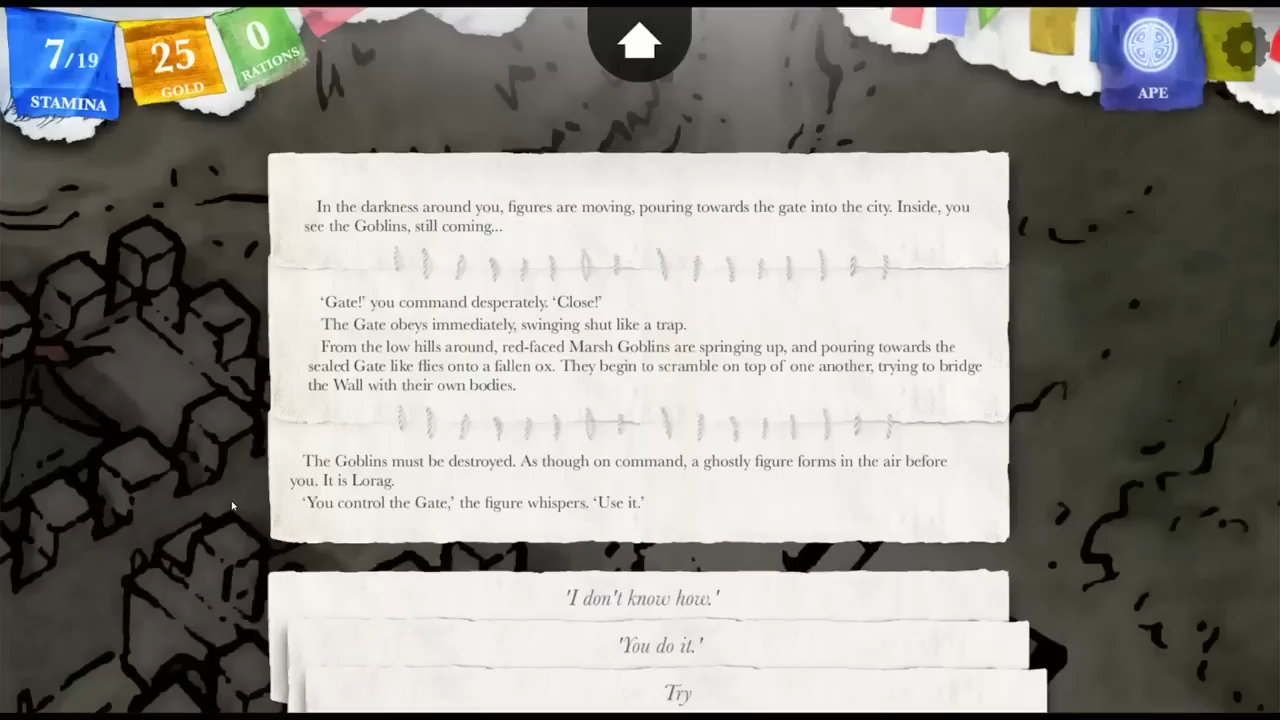 7/19
STAMINA
25
GOLD
0
RATIONS
APE
In the darkness around you, figures are moving, pouring towards the gate into the city. Inside, you
see the Goblins, still coming...
‘Gate!’ you command desperately. ‘Close!’
The Gate obeys immediately, swinging shut like a trap.
From the low hills around, red-faced Marsh Goblins are springing up, and pouring towards the
sealed Gate like flies onto a fallen ox. They begin to scramble on top of one another, trying to bridge
the Wall with their own bodies.
The Goblins must be destroyed. As though on command, a ghostly figure forms in the air before
you. It is Lorag.
‘You control the Gate,’ the figure whispers. ‘Use it.’
'I don't know how.'
'You do it.'
Try